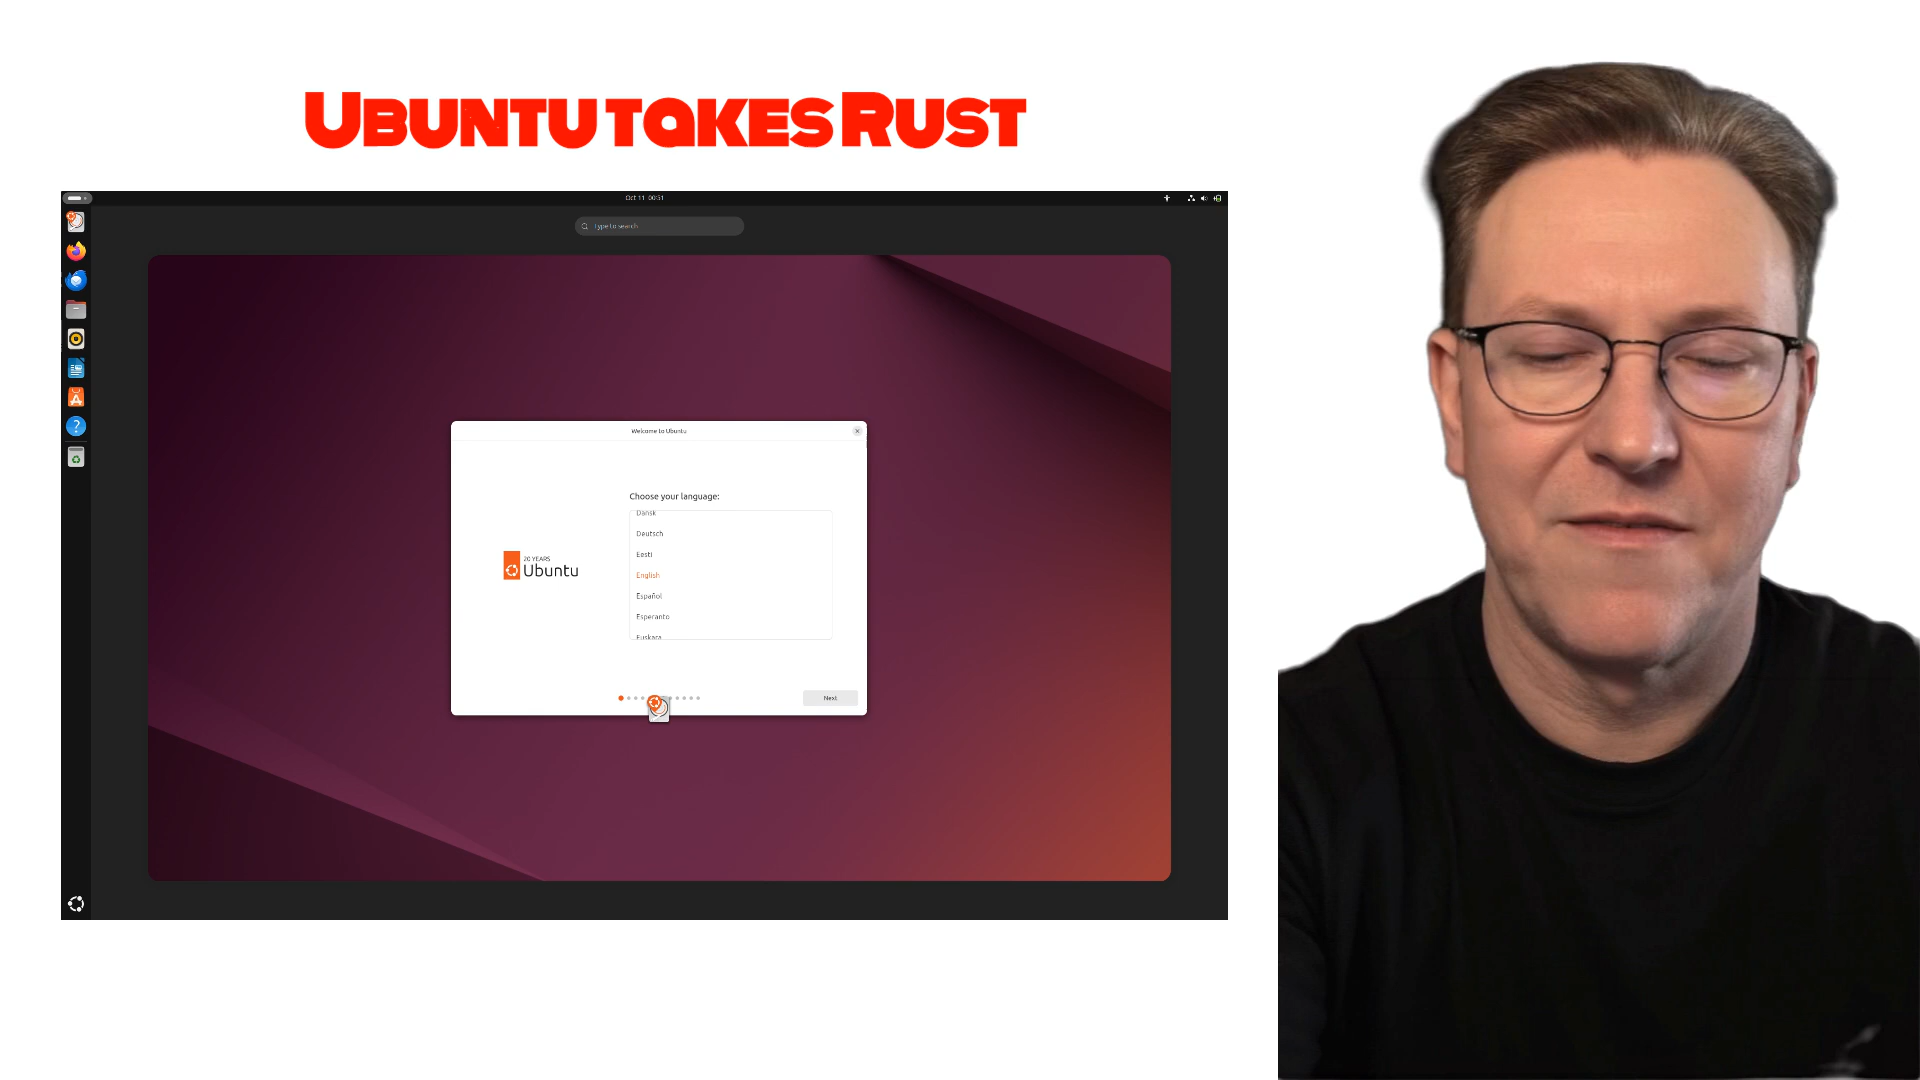 Ubuntu takes Rust
Oct 11 00:51
Type to search
Welcome to Ubuntu
Choose your language:
Dansk
Deutsch
Eesti
English
Español
Esperanto
Euskara
20 YEARS
Ubuntu
Next